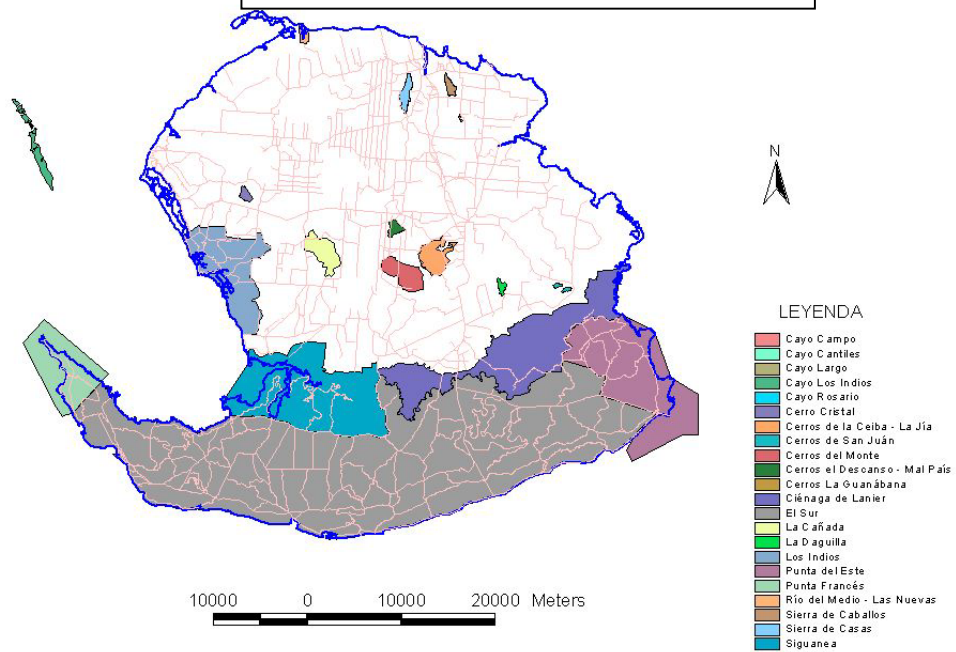 N
LEYENDA
Cayo Campo
Cayo Cantiles
Cayo Largo
Cayo Los Indios
Cayo Rosario
Cerro Cristal
Cerros de la Ceiba - La Jía
Cerros de San Juán
Cerros del Monte
Cerros el Descanso - Mal País
Cerros La Guanábana
Ciénaga de Lanier
El Sur
La Cañada
La Daguilla
Los Indios
Punta del Este
Punta Francés
Río del Medio - Las Nuevas
Sierra de Caballos
Sierra de Casas
Siguanea
10000 0 10000 20000 Meters